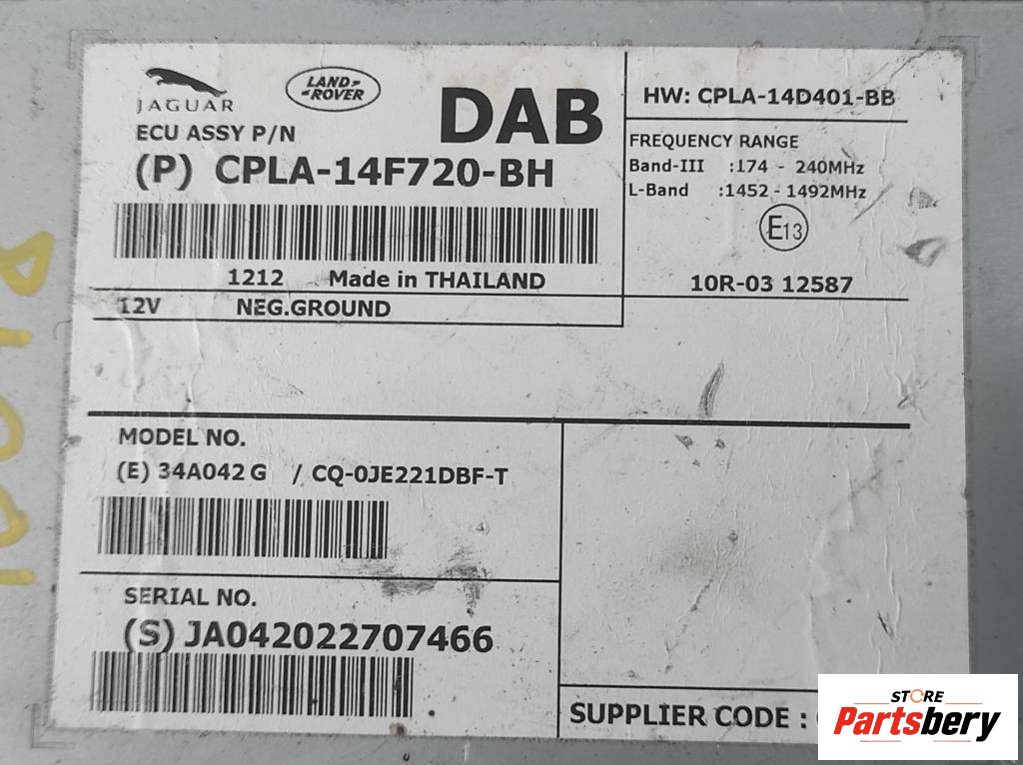 JAGUAR
LAND-
-ROVER
DAB
ECU ASSY P/N
(P) CPLA-14F720-BH
1212 Made in THAILAND
12V NEG.GROUND
HW: CPLA-14D401-BB
FREQUENCY RANGE
Band-III :174 - 240MHz
L-Band :1452 - 1492MHz
E13
10R-03 12587
MODEL NO.
(E) 34A042 G / CQ-0JE221DBF-T
SERIAL NO.
(S) JA042022707466
SUPPLIER CODE :
STORE
Partsbery